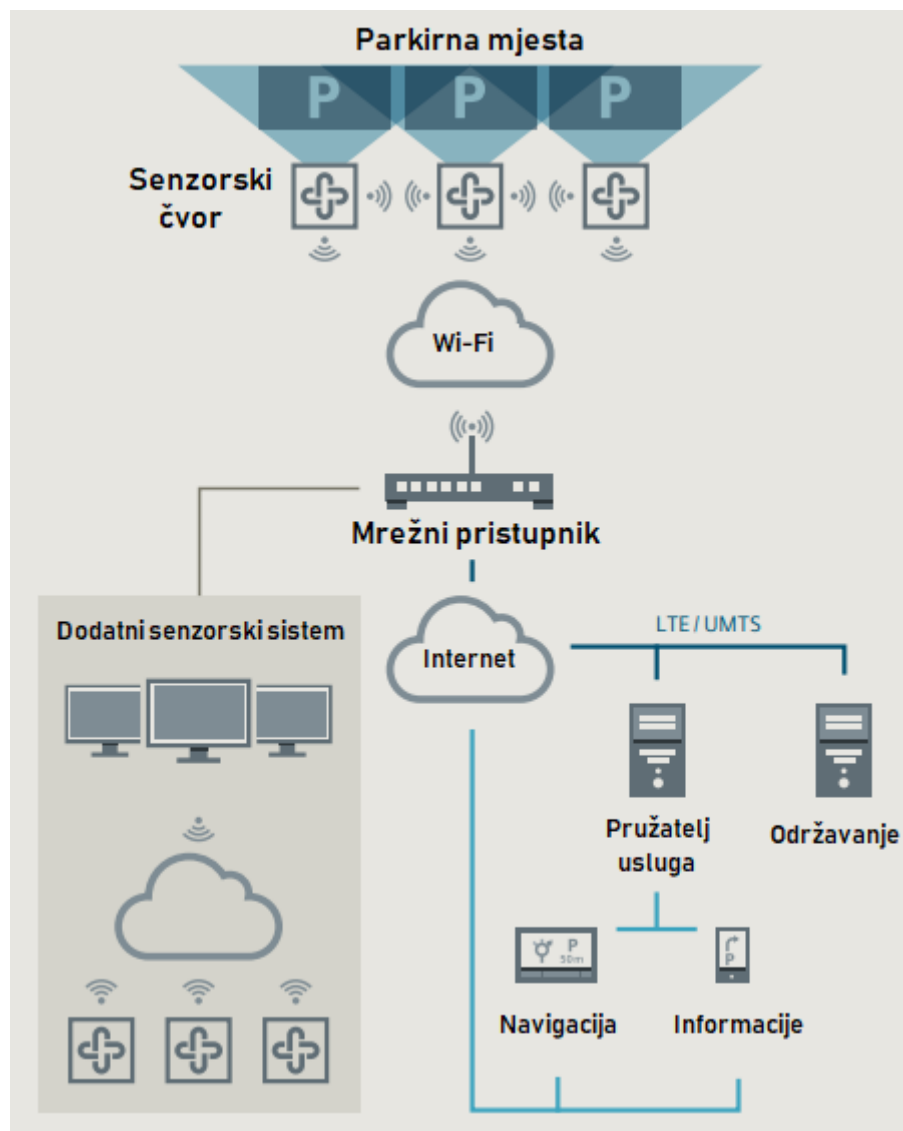 Parkirna mjesta
P P P
Senzorski
čvor
Wi-Fi
Mrežni pristupnik
Dodatni senzorski sistem
Internet
LTE / UMTS
Pružatelj
usluga
Održavanje
P
50m
P
Navigacija
Informacije